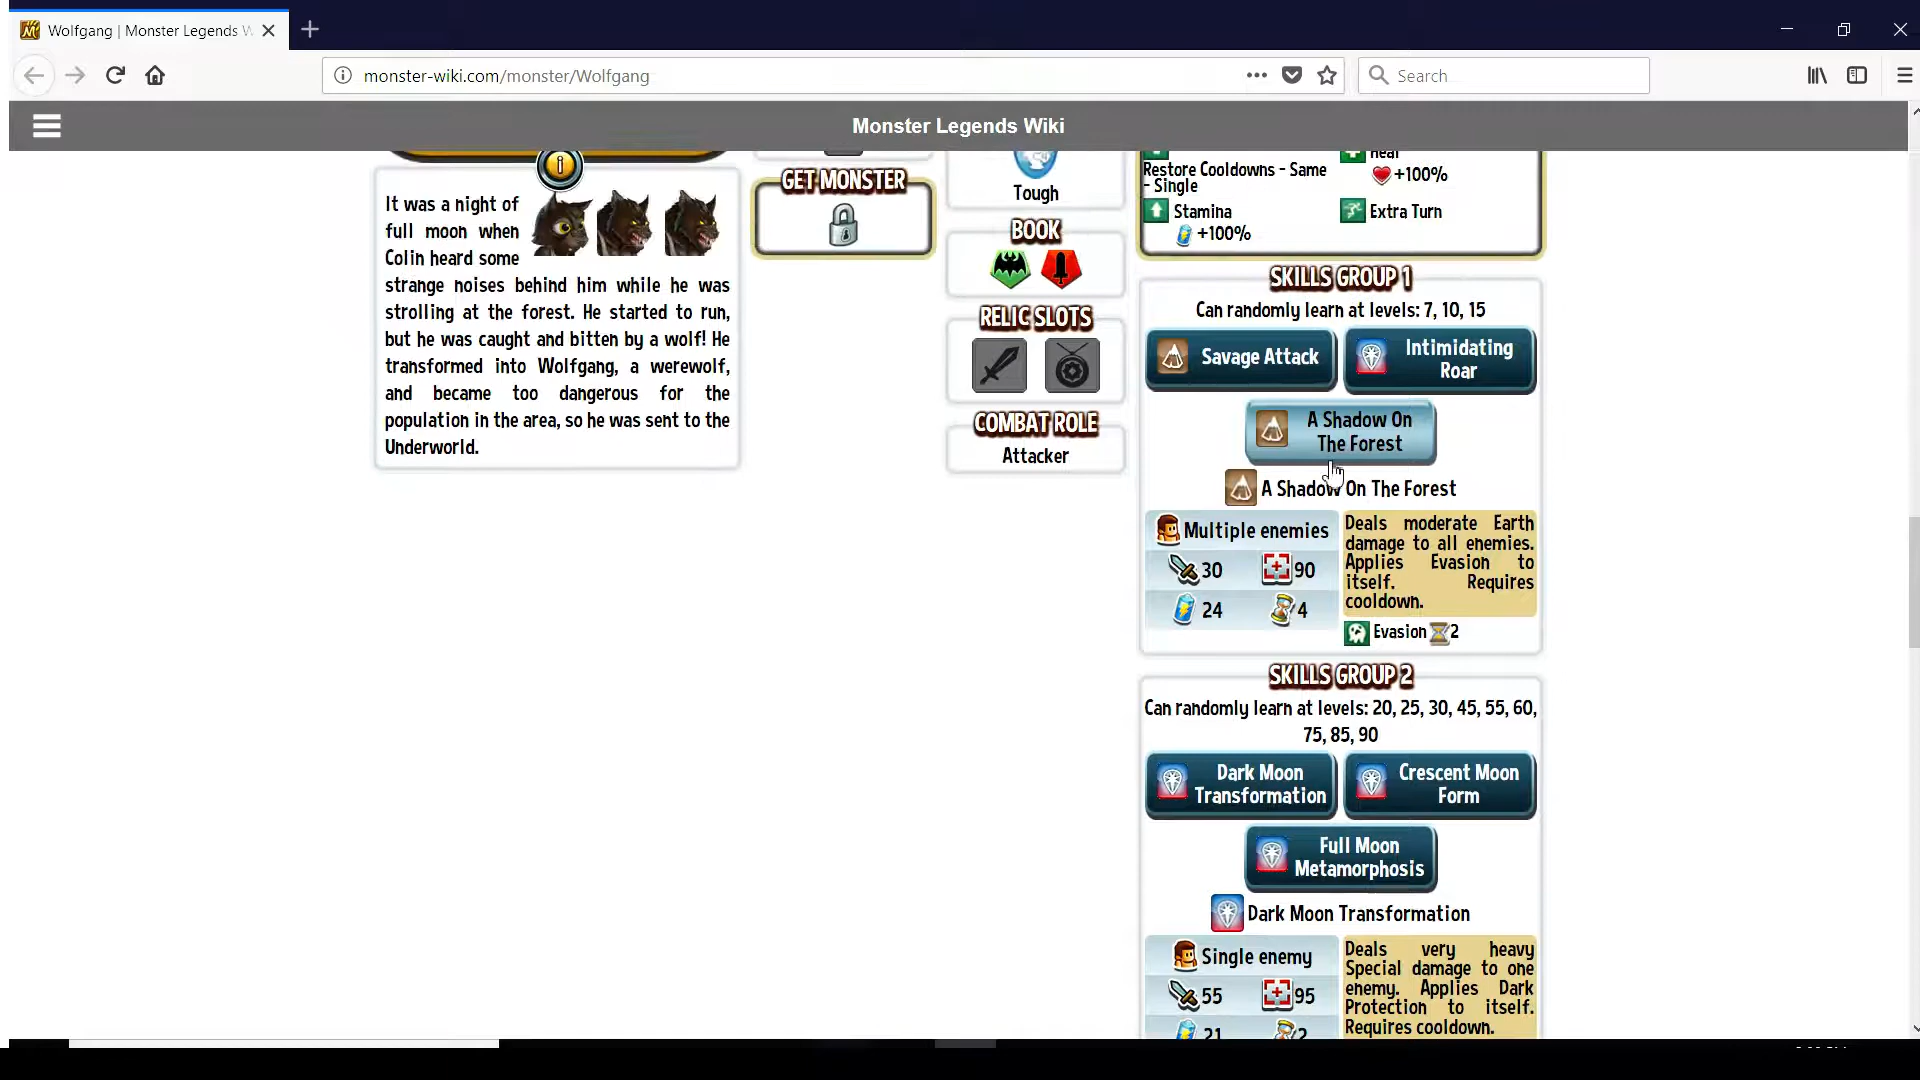 Wolfgang | Monster Legends W
monster-wiki.com/monster/Wolfgang
Search
Monster Legends Wiki
It was a night of
full moon when
Colin heard some
strange noises behind him while he was
strolling at the forest. He started to run,
but he was caught and bitten by a wolf! He
transformed into Wolfgang, a werewolf,
and became too dangerous for the
population in the area, so he was sent to the
Underworld.
GET MONSTER
Tough
BOOK
RELIC SLOTS
COMBAT ROLE
Attacker
Restore Cooldowns - Same
- Single
Heal
+100%
Stamina
+100%
Extra Turn
SKILLS GROUP 1
Can randomly learn at levels: 7, 10, 15
Savage Attack
Intimidating
Roar
A Shadow On
The Forest
A Shadow On The Forest
Multiple enemies
30
90
24
4
Deals moderate Earth
damage to all enemies.
Applies Evasion to
itself. Requires
cooldown.
Evasion 2
SKILLS GROUP 2
Can randomly learn at levels: 20, 25, 30, 45, 55, 60,
75, 85, 90
Dark Moon
Transformation
Crescent Moon
Form
Full Moon
Metamorphosis
Dark Moon Transformation
Single enemy
55
95
21
2
Deals very heavy
Special damage to one
enemy. Applies Dark
Protection to itself.
Requires cooldown.